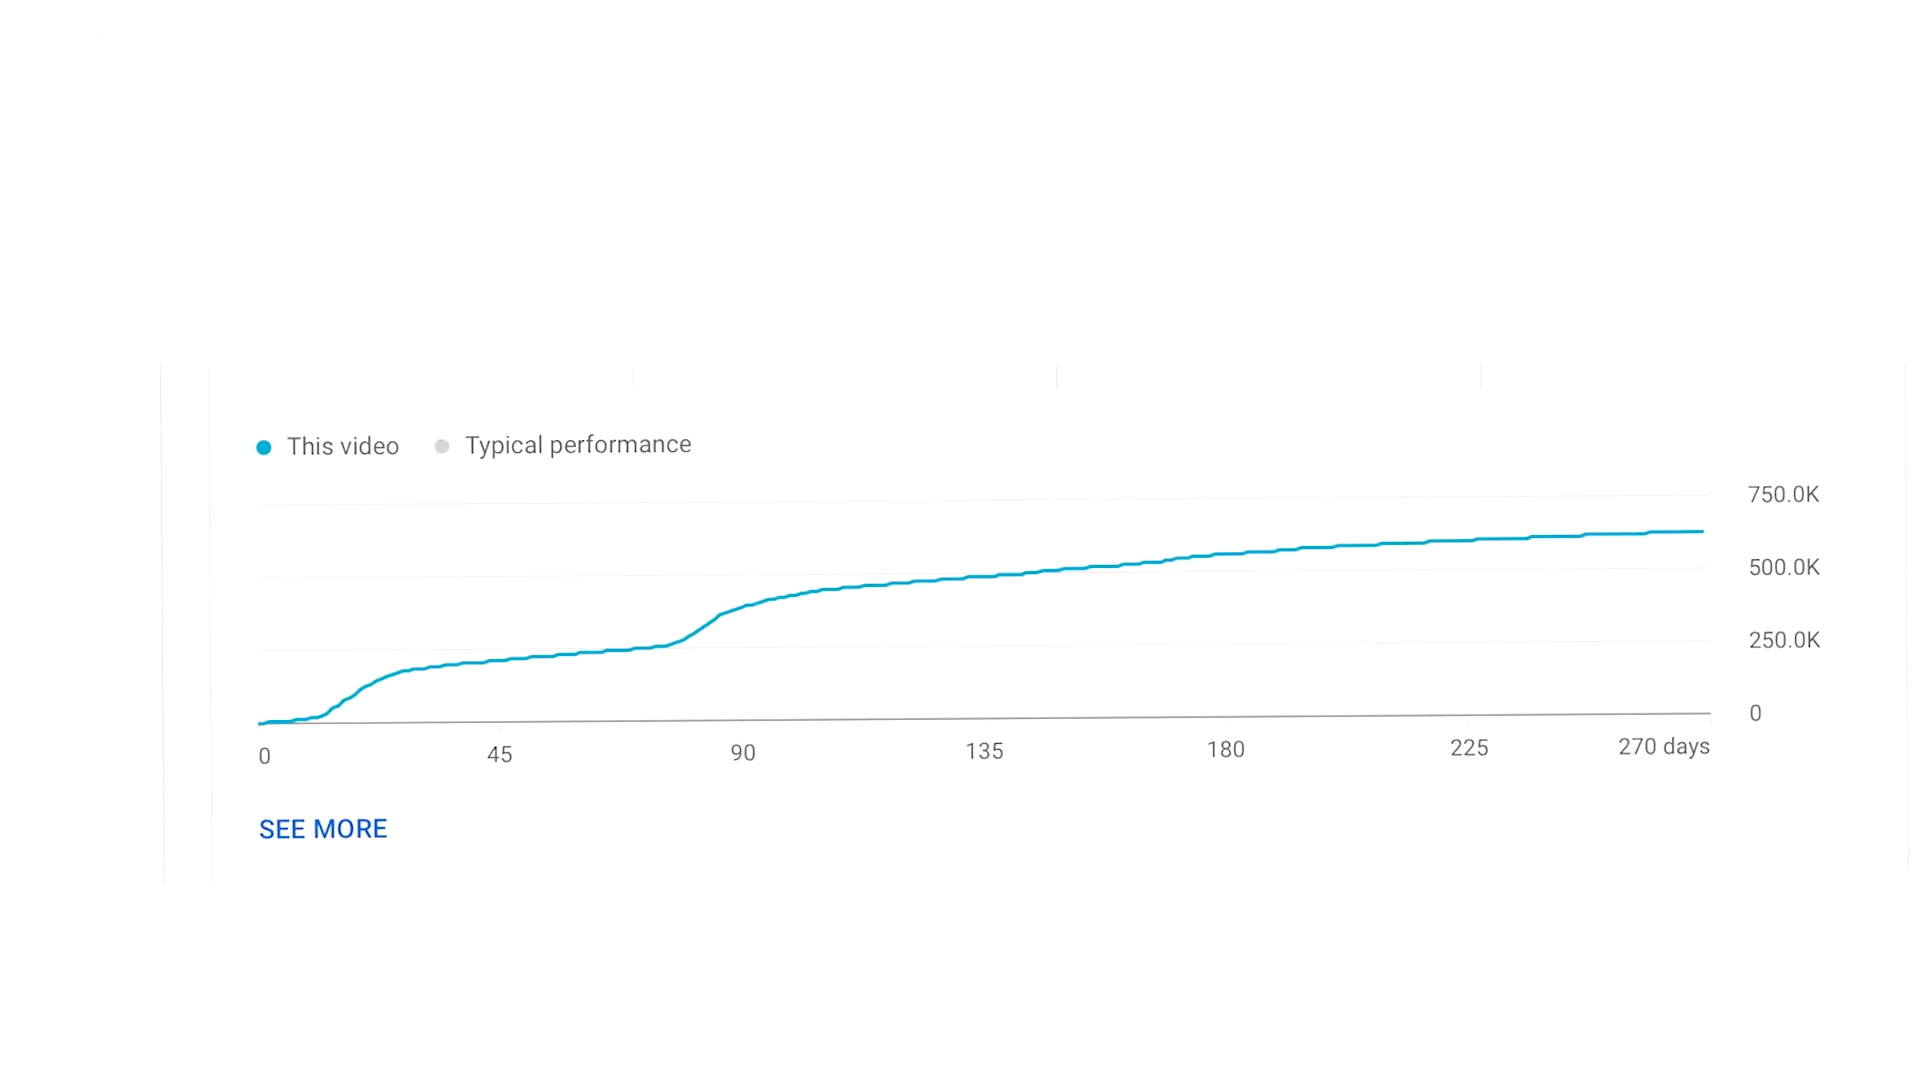 This video Typical performance
750.0K
500.0K
250.0K
0
0 45 90 135 180 225 270 days
SEE MORE